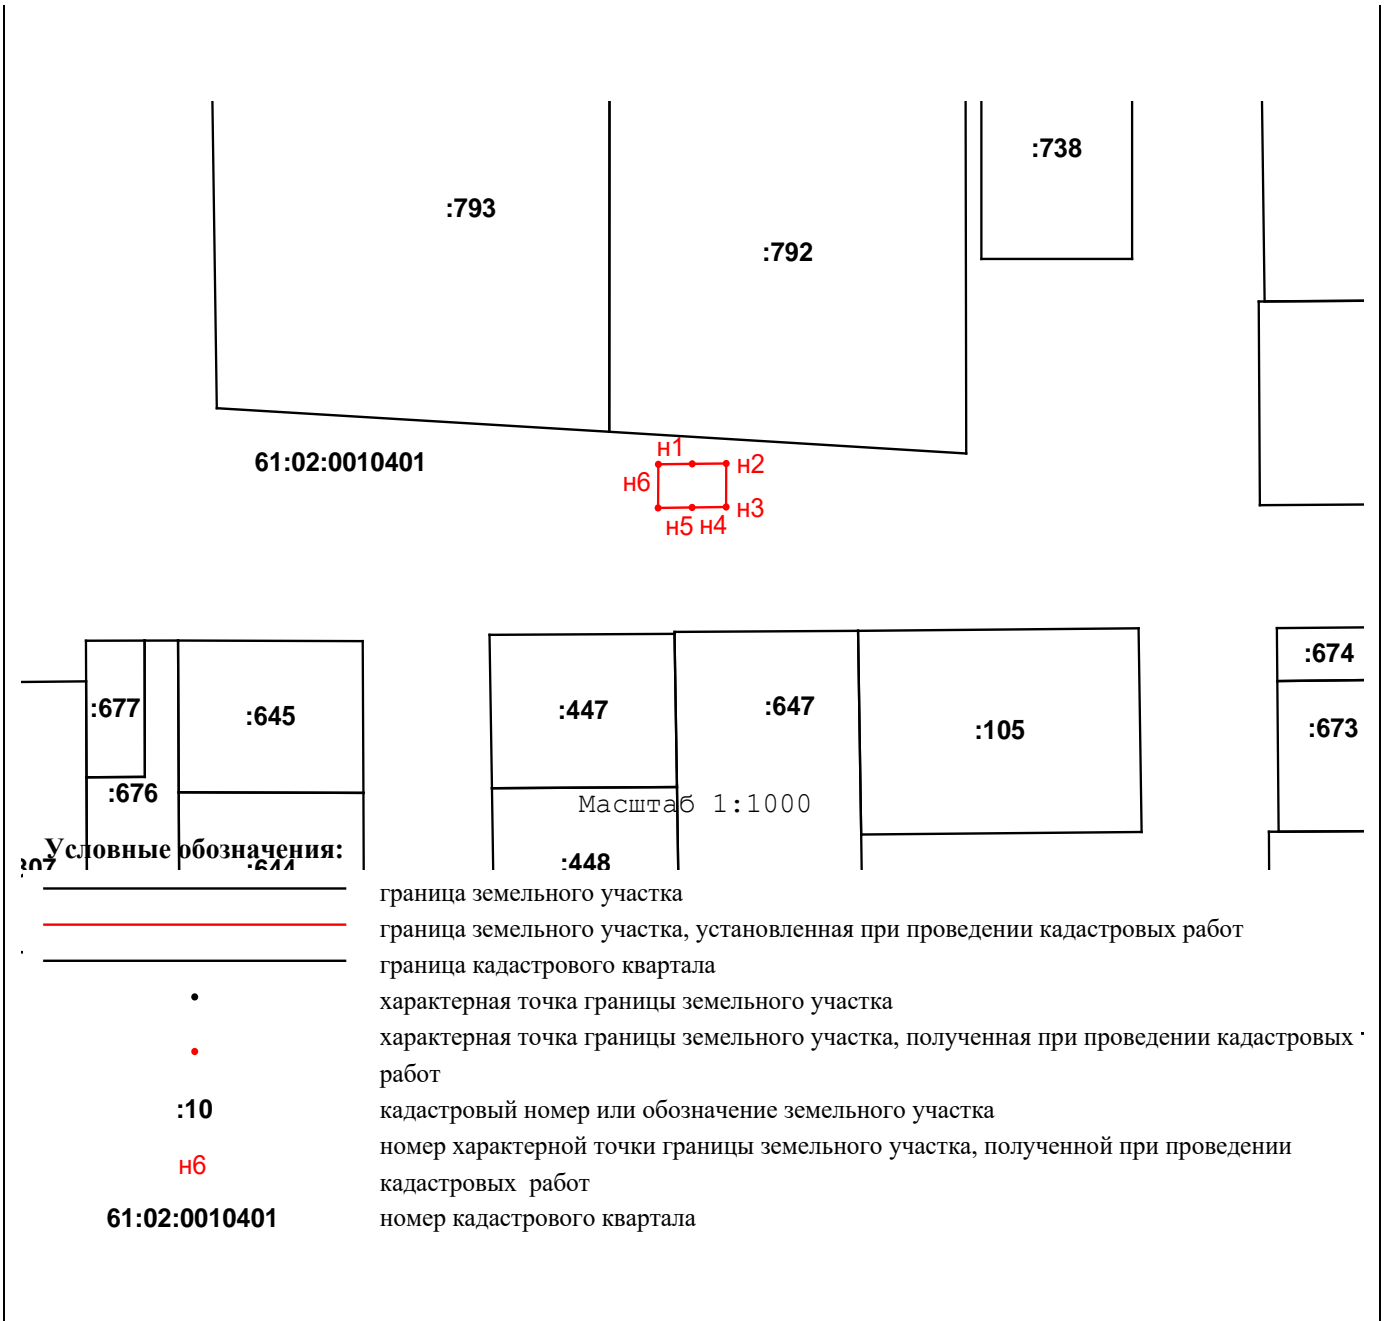 :738
:793
:792
61:02:0010401
н1
н2
н6
н3
н5 н4
:674
:677
:645
:447
:647
:105
:673
:676
Масштаб 1:1000
Условные обозначения:
:644
:448
граница земельного участка
граница земельного участка, установленная при проведении кадастровых работ
граница кадастрового квартала
характерная точка границы земельного участка
характерная точка границы земельного участка, полученная при проведении кадастровых
работ
:10 кадастровый номер или обозначение земельного участка
номер характерной точки границы земельного участка, полученной при проведении
н6
кадастровых работ
61:02:0010401 номер кадастрового квартала